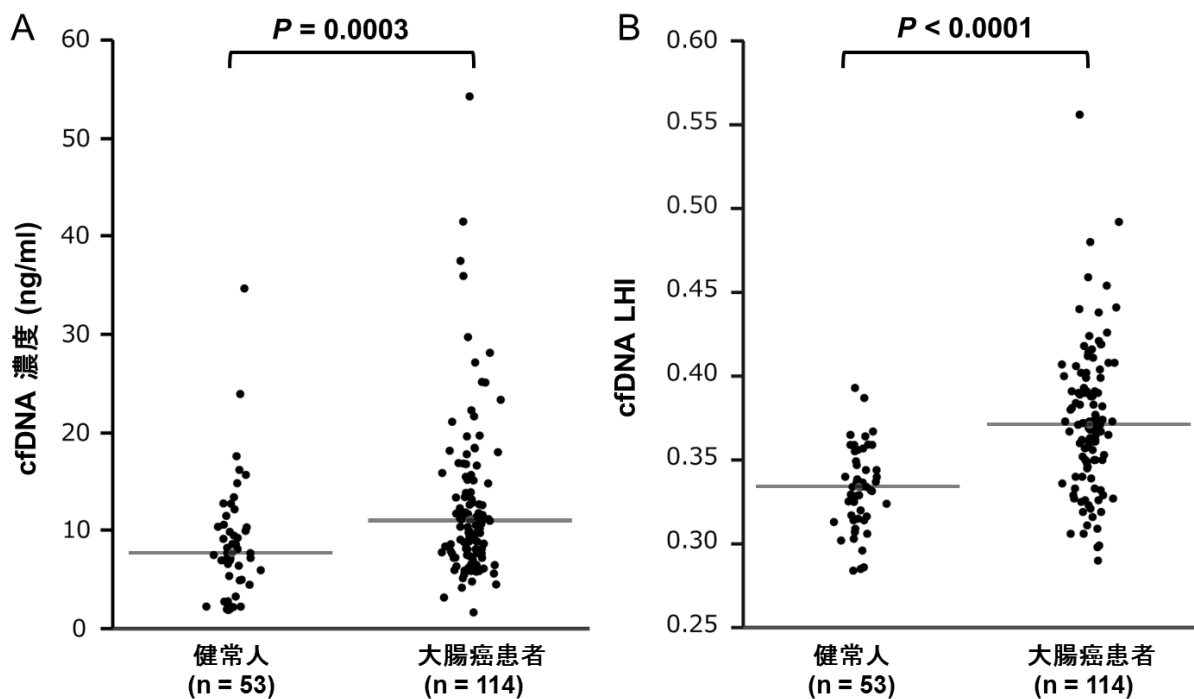 A
P = 0.0003
cfDNA 濃度 (ng/ml)
60
50
40
30
20
10
0
健常人
(n = 53)
大腸癌患者
(n = 114)
B
P < 0.0001
cfDNA LHI
0.60
0.55
0.50
0.45
0.40
0.35
0.30
0.25
健常人
(n = 53)
大腸癌患者
(n = 114)